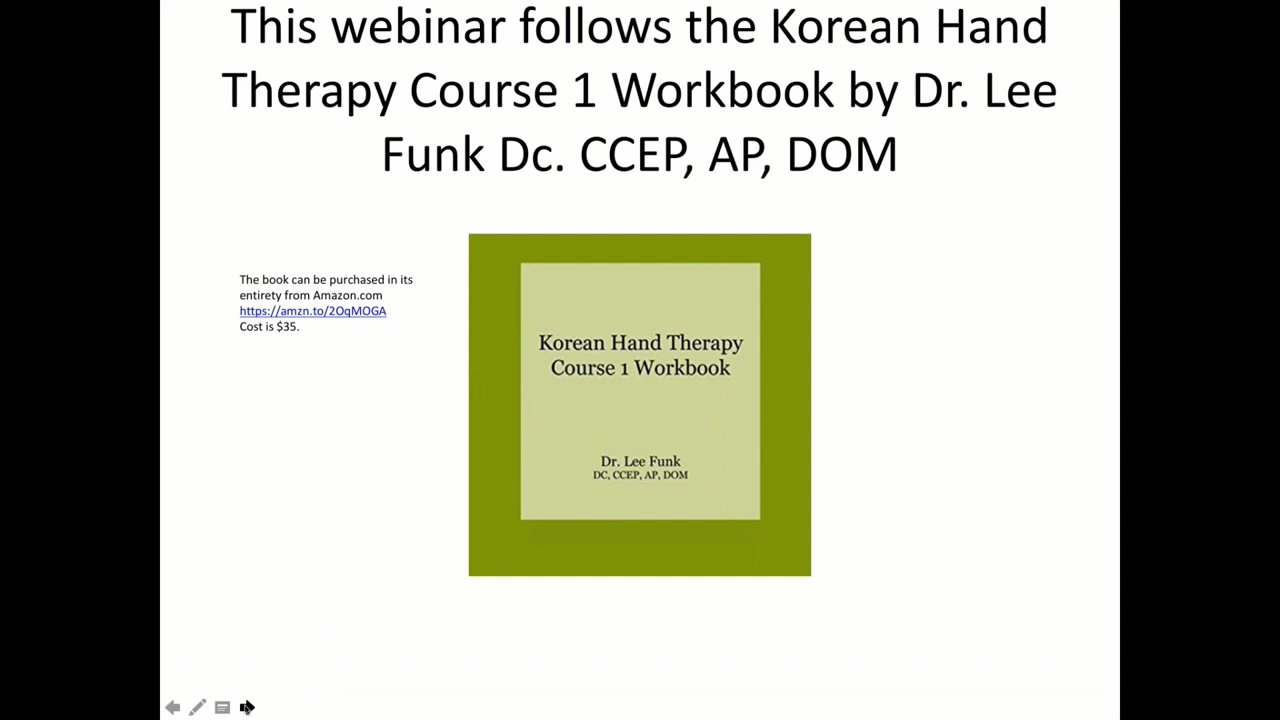 This webinar follows the Korean Hand
Therapy Course 1 Workbook by Dr. Lee
Funk Dc. CCEP, AP, DOM
The book can be purchased in its
entirety from Amazon.com
https://amzn.to/2OqMOGA
Cost is $35.
Korean Hand Therapy
Course 1 Workbook
Dr. Lee Funk
DC, CCEP, AP, DOM